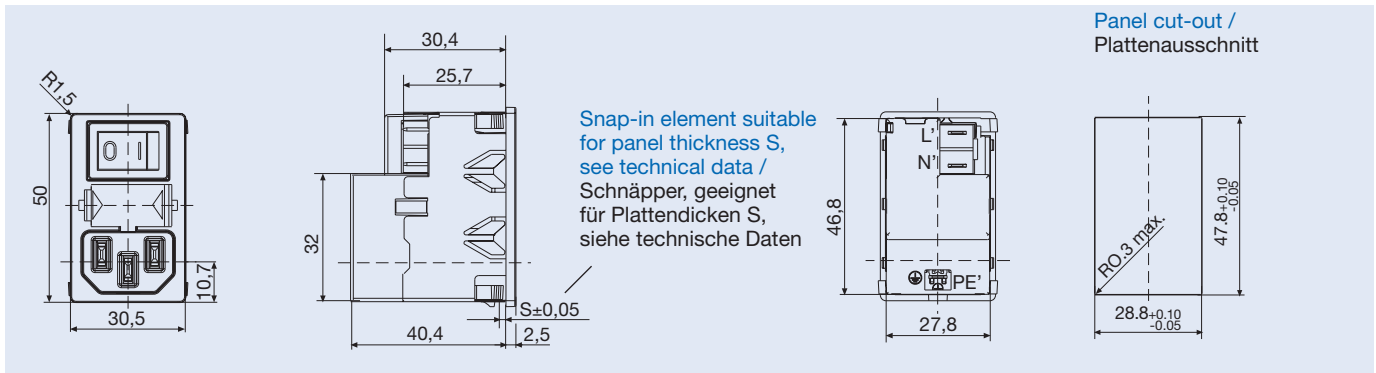 R1,5
50
0 I
10,7
30,5
30,4
25,7
32
40,4
S±0,05
2,5
Snap-in element suitable
for panel thickness S,
see technical data /
Schnäpper, geeignet
für Plattendicken S,
siehe technische Daten
L'
N'
PE'
46,8
27,8
Panel cut-out /
Plattenausschnitt
47.8+0.10
-0.05
RO.3 max.
28.8+0.10
-0.05